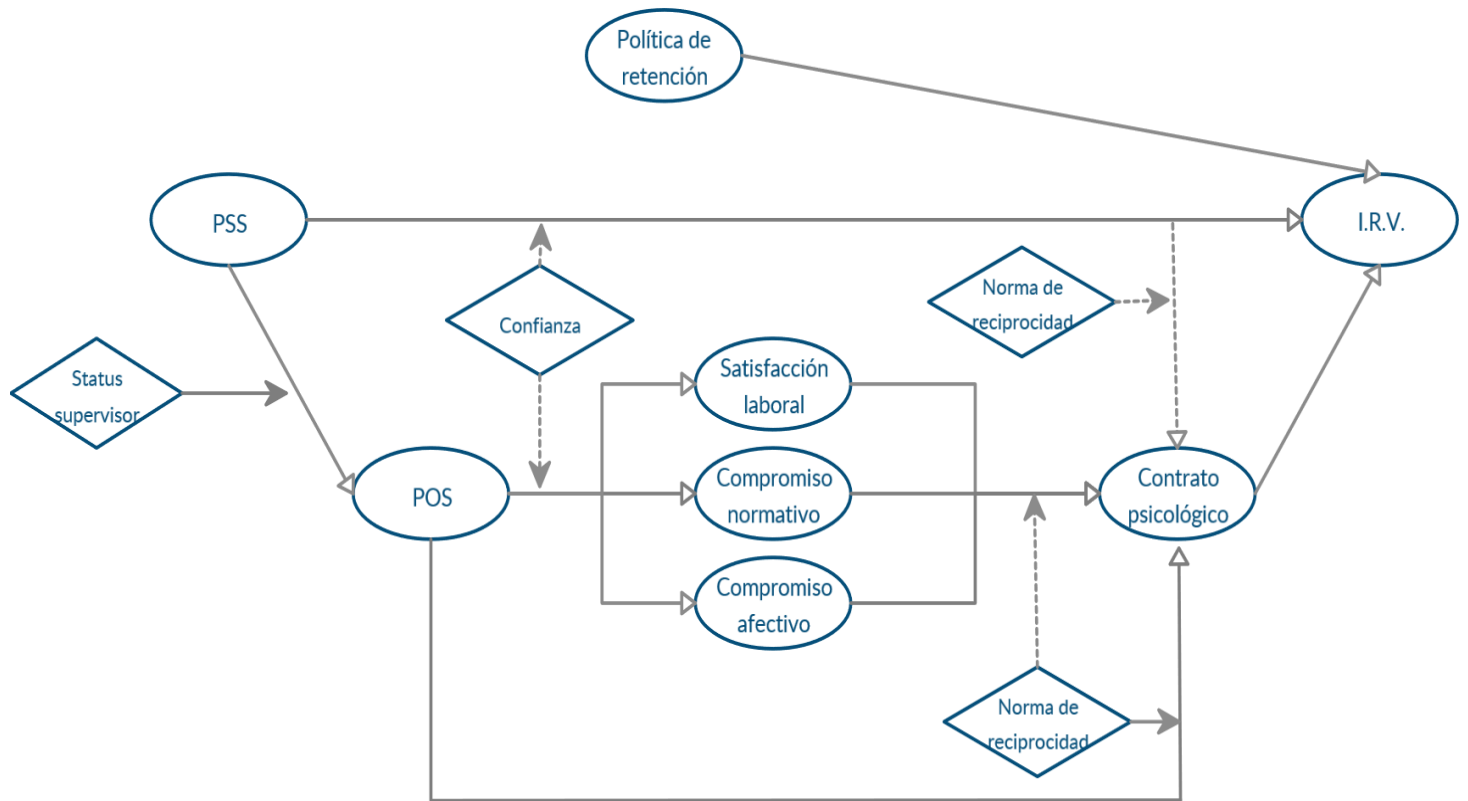 Política de
retención
PSS
I.R.V.
Norma de
reciprocidad
Confianza
Status
supervisor
Satisfacción
laboral
POS
Compromiso
normativo
Contrato
psicológico
Compromiso
afectivo
Norma de
reciprocidad